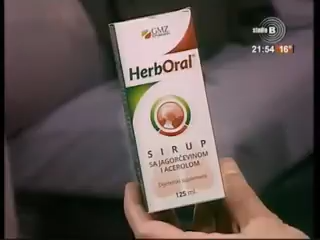 studio B
21:54 16°
GMZ
HerbOral
SIRUP
SA JAGORČEVINOM
I ACEROLOM
125 ml